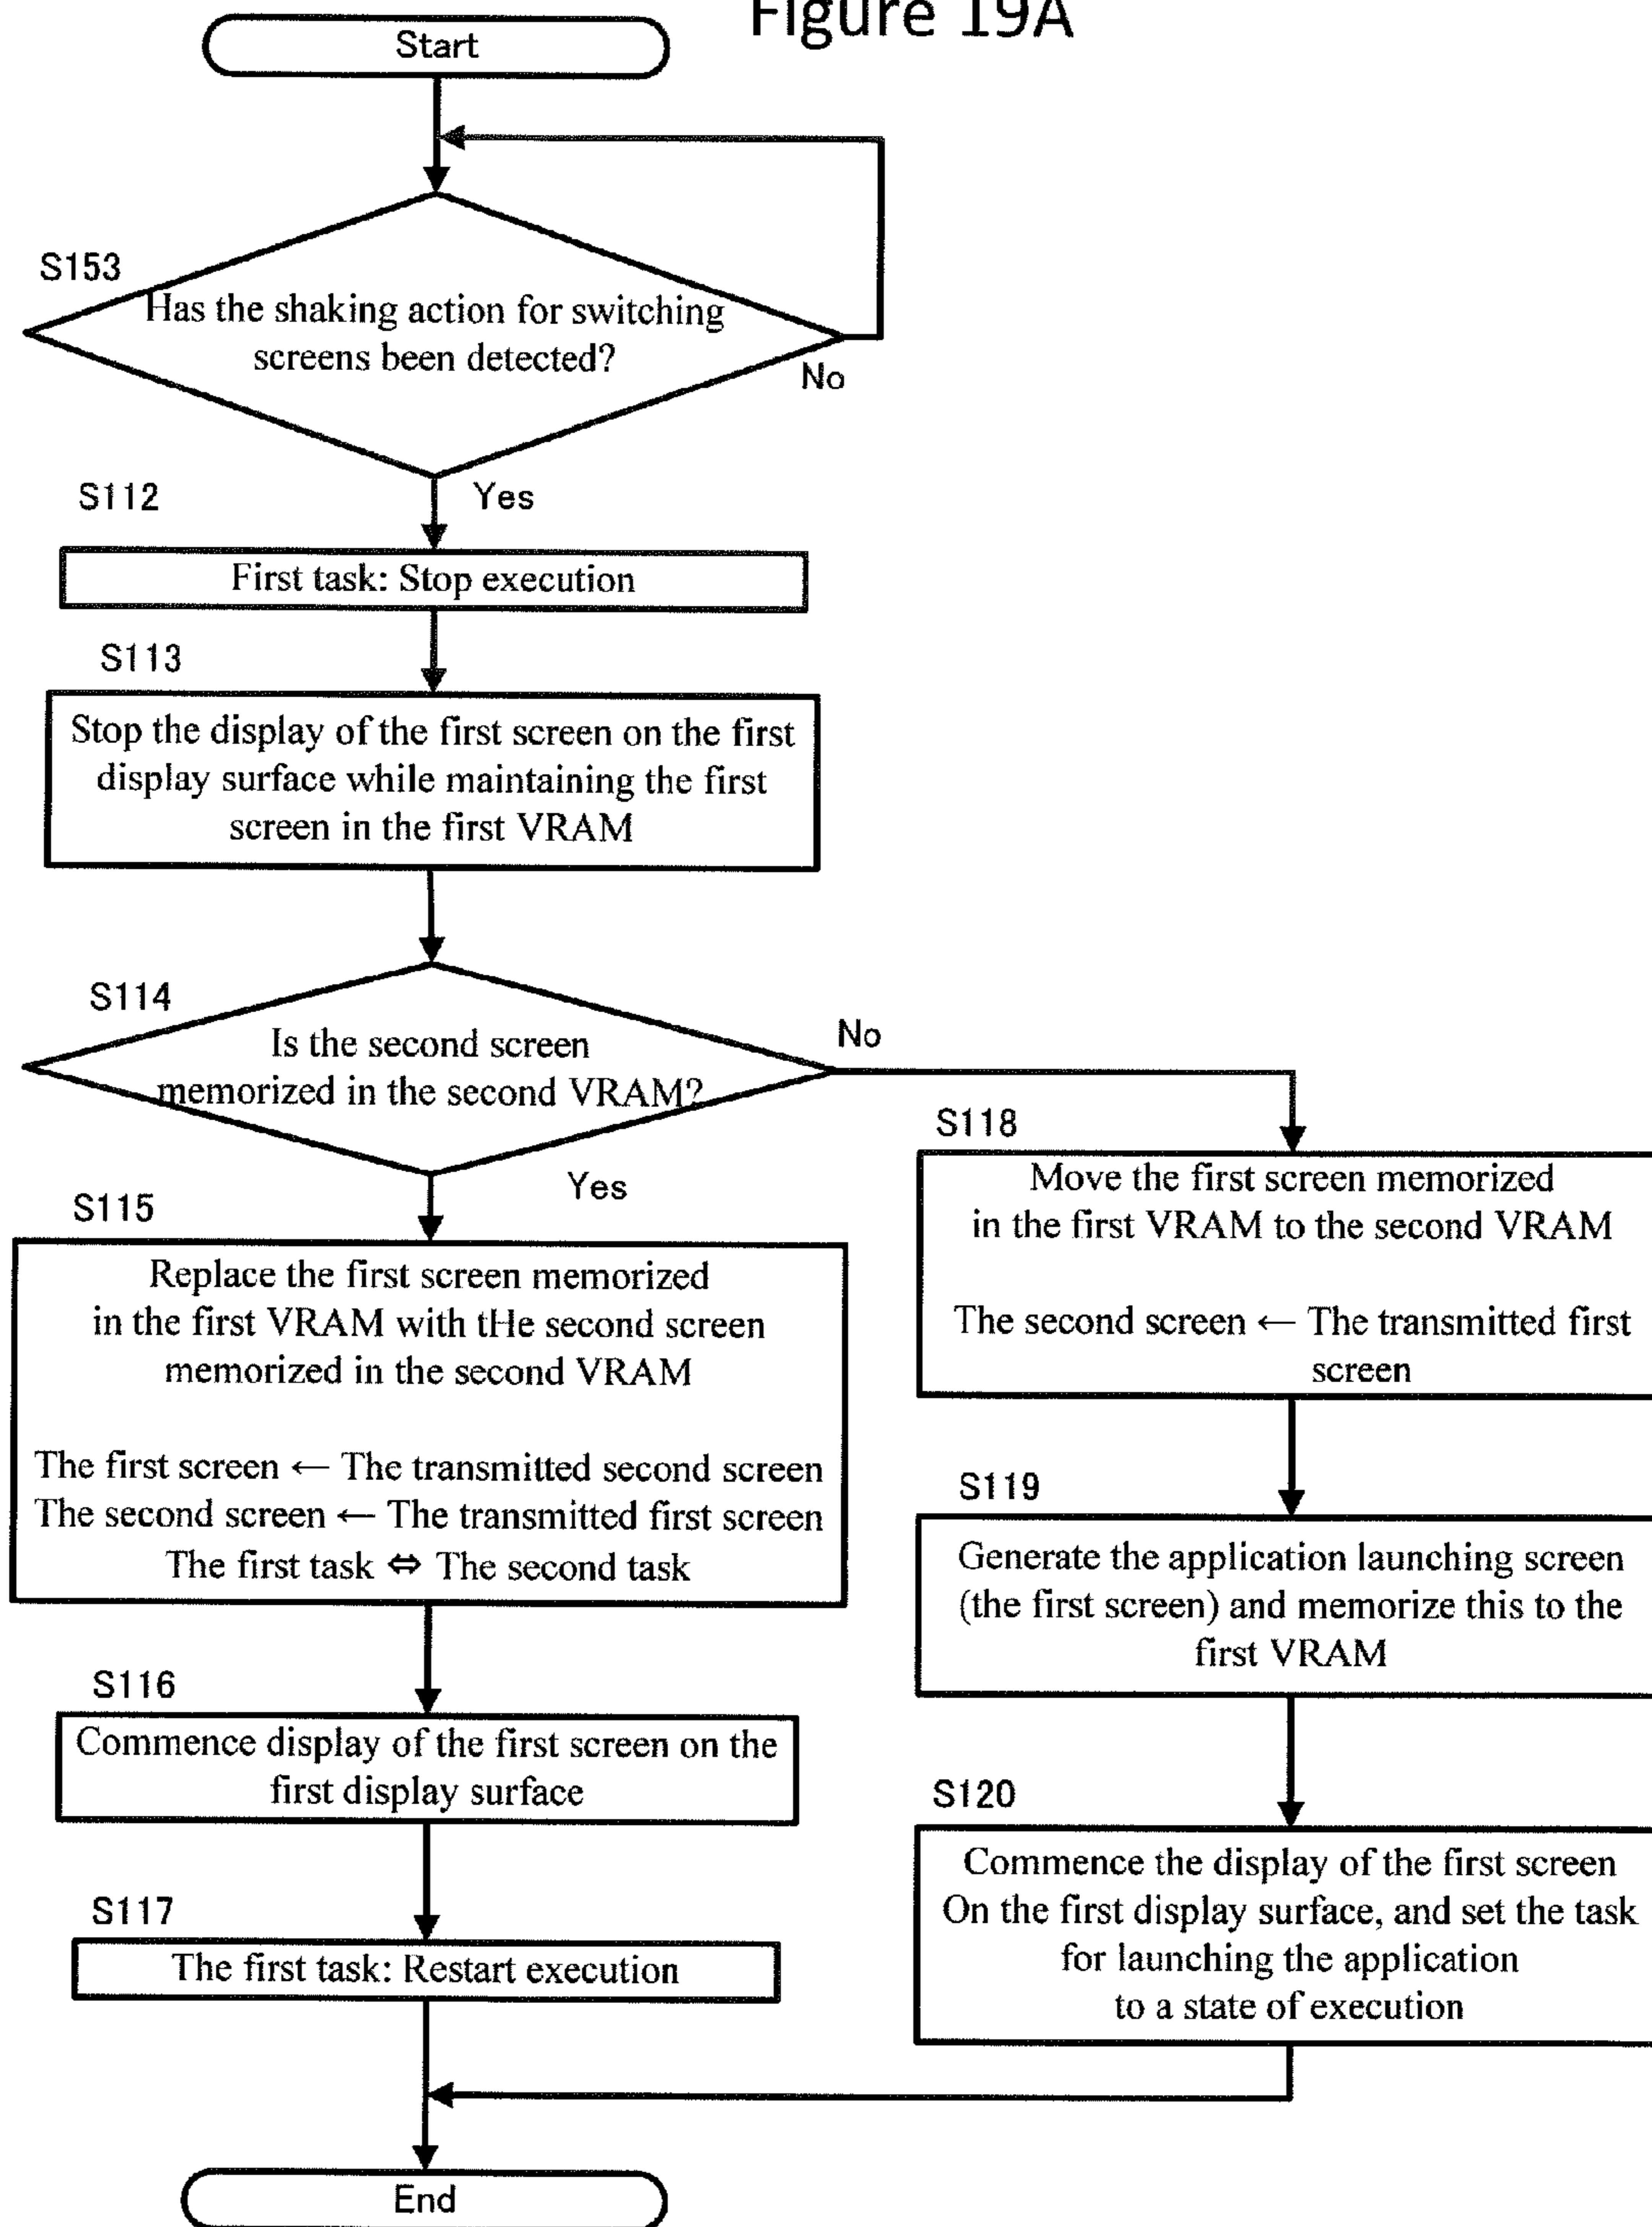 Figure 19A
Start
S153
Has the shaking action for switching
screens been detected?
No
Yes
S112
First task: Stop execution
S113
Stop the display of the first screen on the first
display surface while maintaining the first
screen in the first VRAM
S114
Is the second screen
memorized in the second VRAM?
No
Yes
S115
Replace the first screen memorized
in the first VRAM with tHe second screen
memorized in the second VRAM
The first screen ← The transmitted second screen
The second screen ← The transmitted first screen
The first task ⇔ The second task
S116
Commence display of the first screen on the
first display surface
S117
The first task: Restart execution
S118
Move the first screen memorized
in the first VRAM to the second VRAM
The second screen ← The transmitted first
screen
S119
Generate the application launching screen
(the first screen) and memorize this to the
first VRAM
S120
Commence the display of the first screen
On the first display surface, and set the task
for launching the application
to a state of execution
End